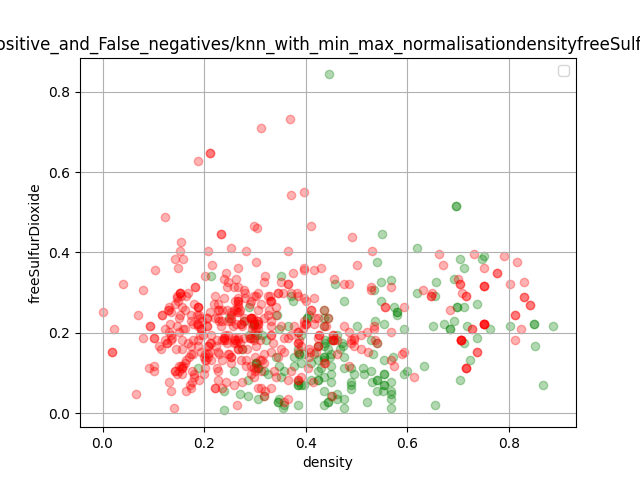 ositive_and_False_negatives/knn_with_min_max_normalisationdensityfreeSulf
0.8
0.6
0.4
0.2
0.0
freeSulfurDioxide
0.0 0.2 0.4 0.6 0.8
density